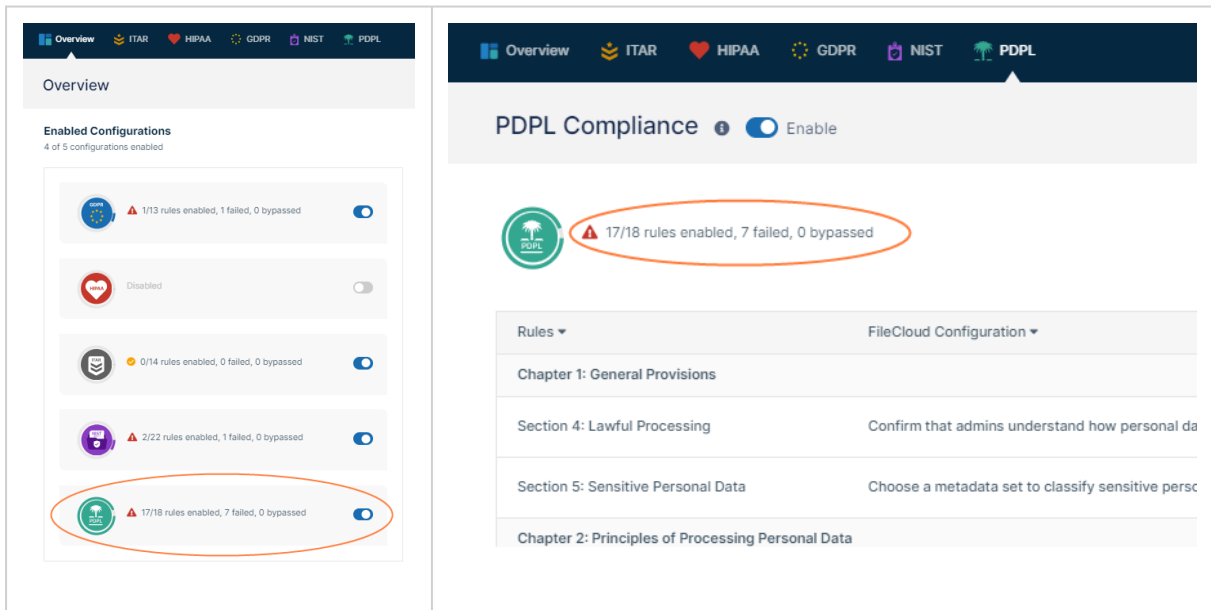 Overview ITAR HIPAA GDPR NIST PDPL
Overview
Enabled Configurations
4 of 5 configurations enabled
GDPR
1/13 rules enabled, 1 failed, 0 bypassed
HIPAA
Disabled
ITAR
0/14 rules enabled, 0 failed, 0 bypassed
NIST
2/22 rules enabled, 1 failed, 0 bypassed
PDPL
17/18 rules enabled, 7 failed, 0 bypassed
Overview ITAR HIPAA GDPR NIST PDPL
PDPL Compliance Enable
PDPL
17/18 rules enabled, 7 failed, 0 bypassed
Rules FileCloud Configuration
Chapter 1: General Provisions
Section 4: Lawful Processing Confirm that admins understand how personal da
Section 5: Sensitive Personal Data Choose a metadata set to classify sensitive perso
Chapter 2: Principles of Processing Personal Data